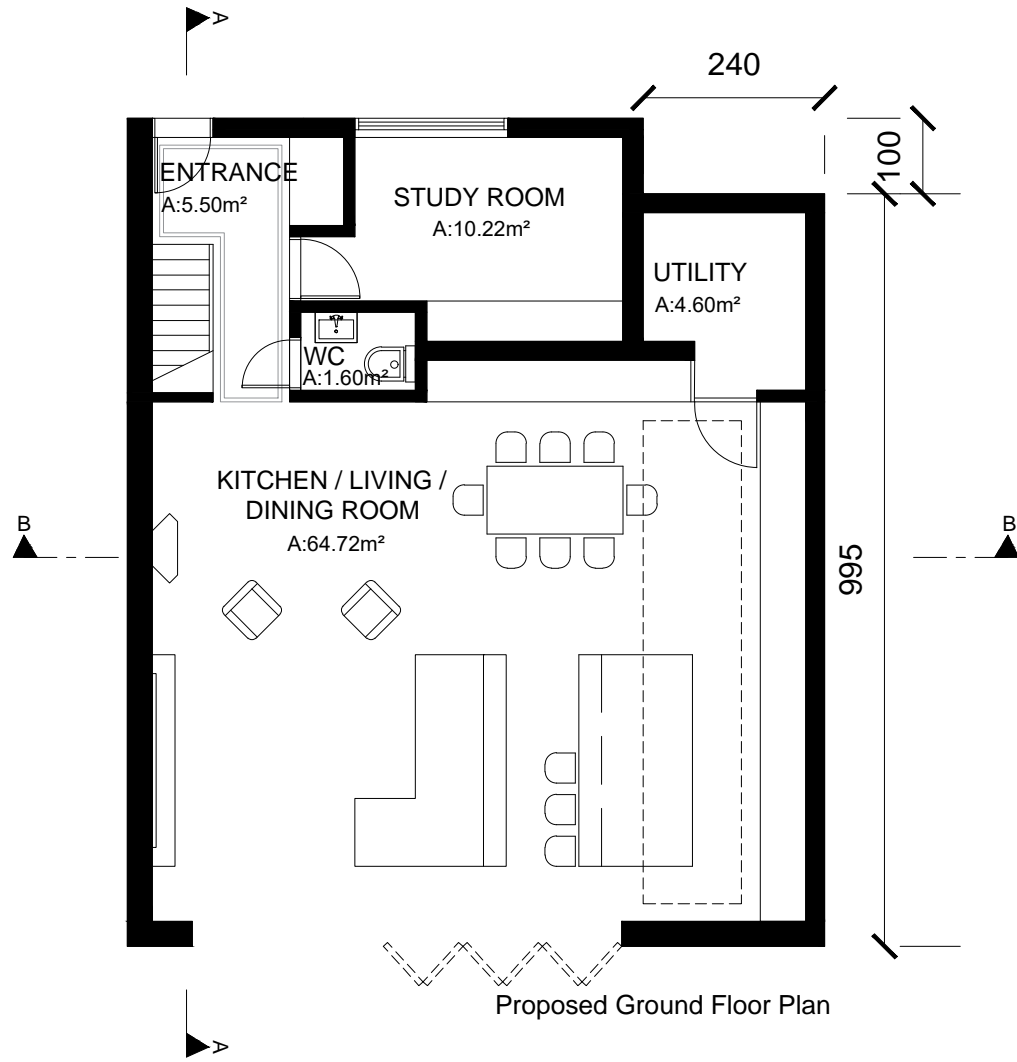 A
240
100
ENTRANCE
A:5.50m²
STUDY ROOM
A:10.22m²
UTILITY
A:4.60m²
WC
A:1.60m²
KITCHEN / LIVING /
DINING ROOM
A:64.72m²
B
B
995
Proposed Ground Floor Plan
A